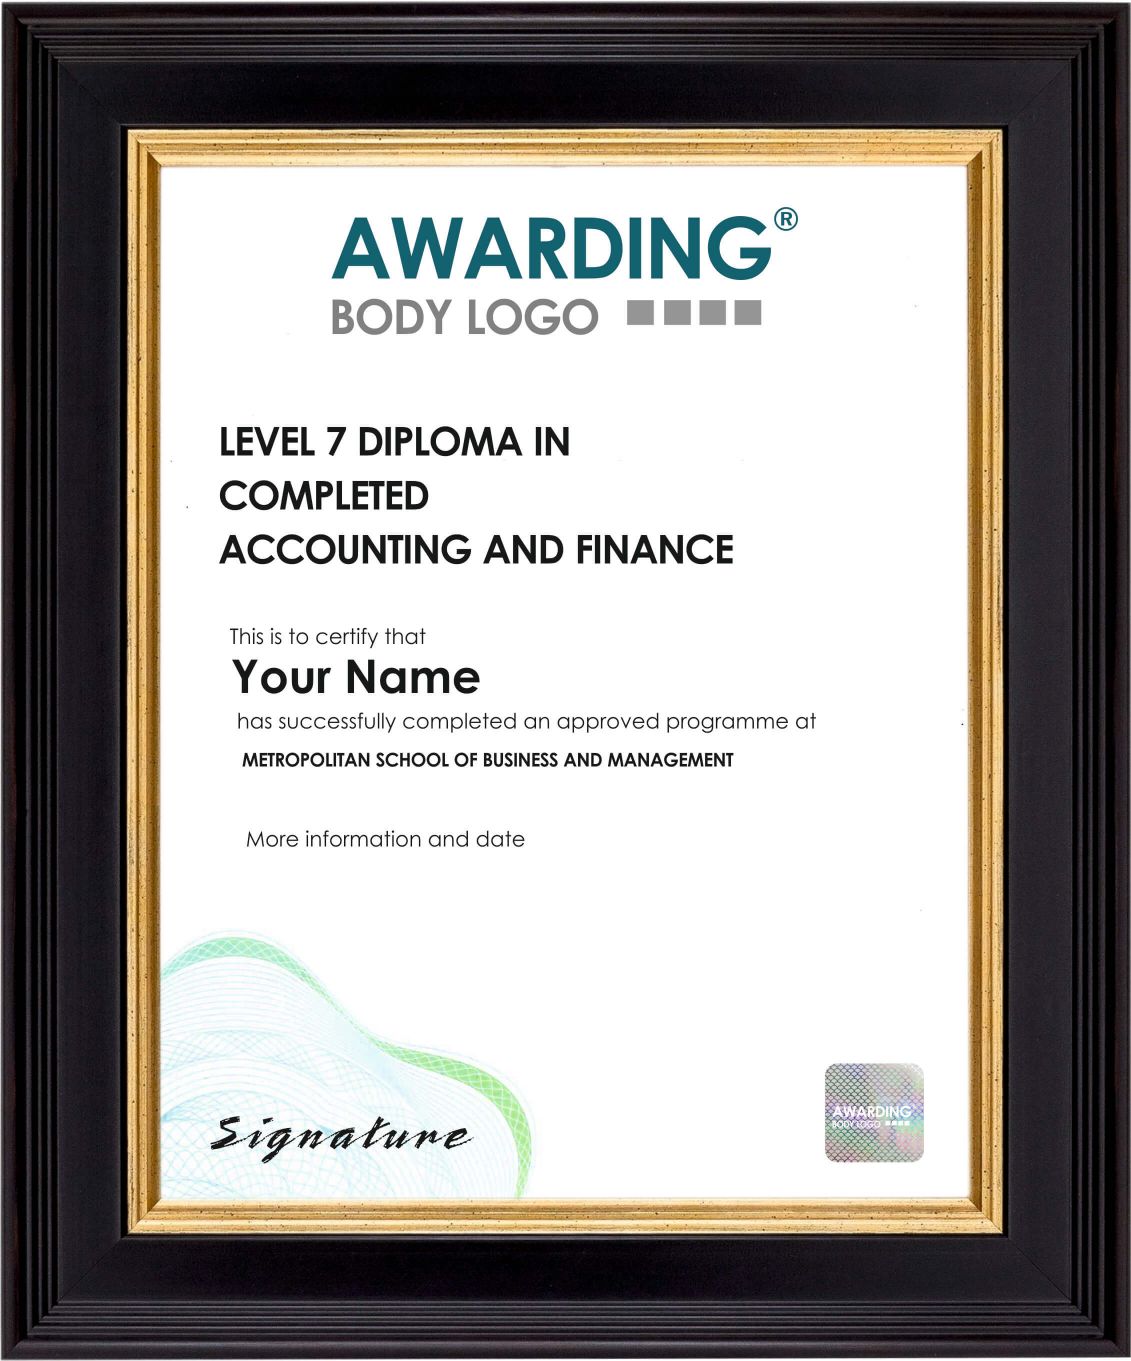 AWARDING®
BODY LOGO
LEVEL 7 DIPLOMA IN
COMPLETED
ACCOUNTING AND FINANCE
This is to certify that
Your Name
has successfully completed an approved programme at
METROPOLITAN SCHOOL OF BUSINESS AND MANAGEMENT
More information and date
Signature
AWARDING
BODY LOGO